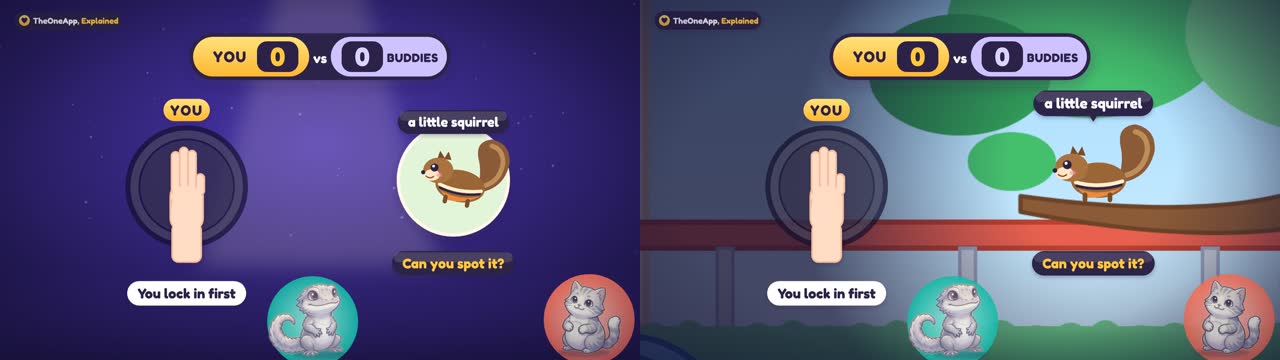 TheOneApp, Explained
YOU 0 vs 0 BUDDIES
YOU
a little squirrel
Can you spot it?
You lock in first
TheOneApp, Explained
YOU 0 vs 0 BUDDIES
YOU
a little squirrel
Can you spot it?
You lock in first